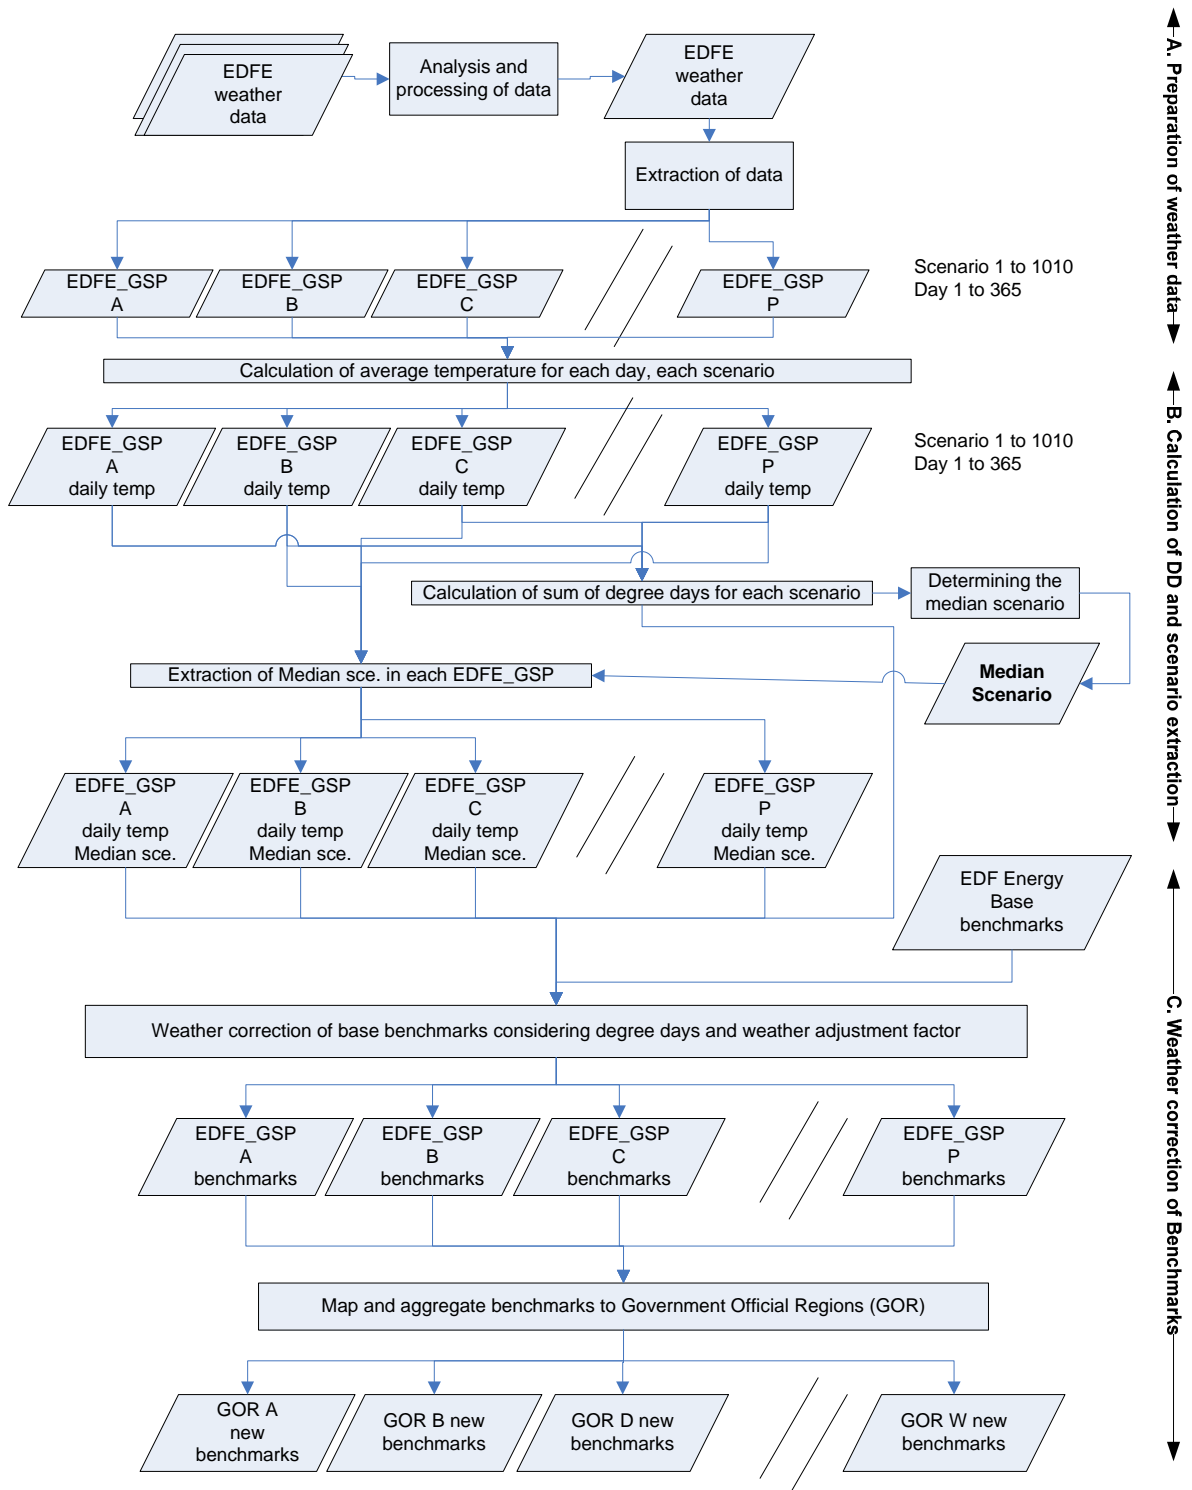 EDFE
weather
data
Analysis and
processing of data
EDFE
weather
data
Extraction of data
EDFE_GSP
A
EDFE_GSP
B
EDFE_GSP
C
EDFE_GSP
P
Scenario 1 to 1010
Day 1 to 365
Calculation of average temperature for each day, each scenario
EDFE_GSP
A
daily temp
EDFE_GSP
B
daily temp
EDFE_GSP
C
daily temp
EDFE_GSP
P
daily temp
Scenario 1 to 1010
Day 1 to 365
Calculation of sum of degree days for each scenario
Determining the
median scenario
Extraction of Median sce. in each EDFE_GSP
Median
Scenario
EDFE_GSP
A
daily temp
Median sce.
EDFE_GSP
B
daily temp
Median sce.
EDFE_GSP
C
daily temp
Median sce.
EDFE_GSP
P
daily temp
Median sce.
EDF Energy
Base
benchmarks
Weather correction of base benchmarks considering degree days and weather adjustment factor
EDFE_GSP
A
benchmarks
EDFE_GSP
B
benchmarks
EDFE_GSP
C
benchmarks
EDFE_GSP
P
benchmarks
Map and aggregate benchmarks to Government Official Regions (GOR)
GOR A
new
benchmarks
GOR B new
benchmarks
GOR D new
benchmarks
GOR W new
benchmarks
A. Preparation of weather data
B. Calculation of DD and scenario extraction
C. Weather correction of Benchmarks